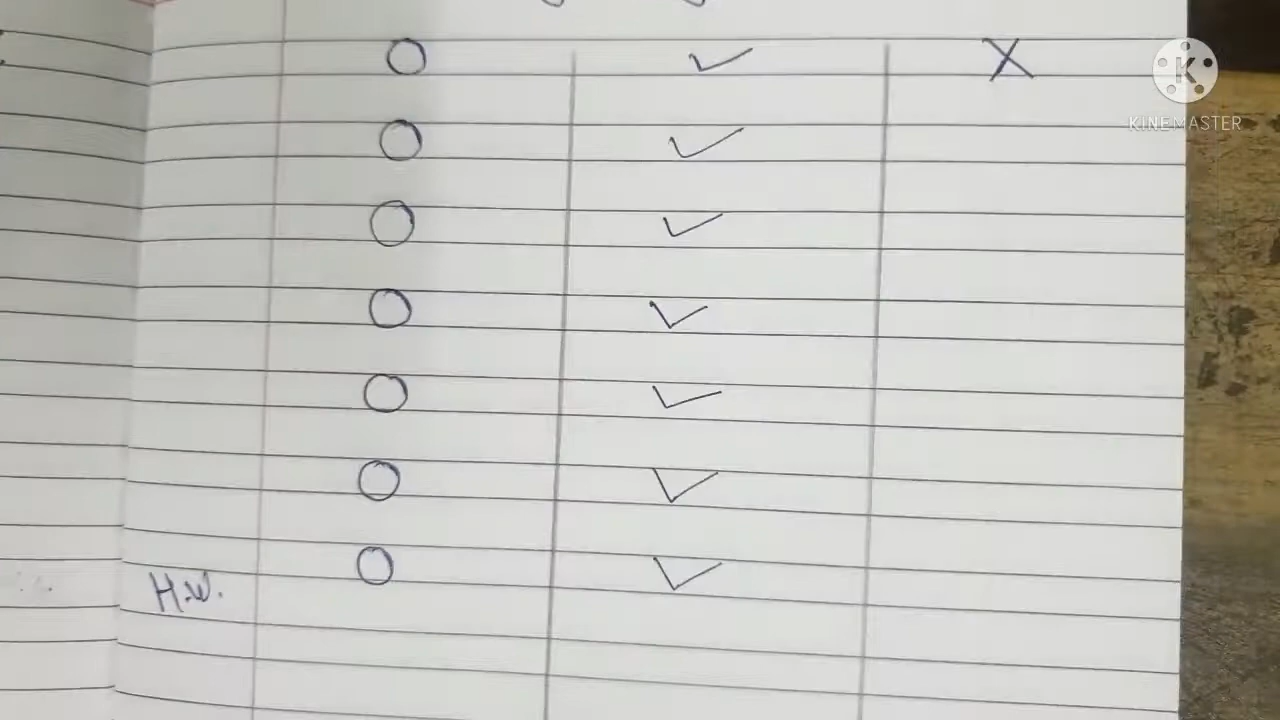 ○ ✓ X
○ ✓
○ ✓
○ ✓
○ ✓
○ ✓
○ ✓
H.W.
K
KINEMASTER